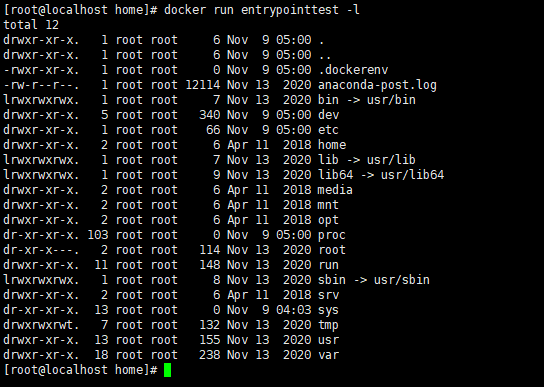 [root@localhost home]# docker run entrypointtest -l
total 12
drwxr-xr-x.   1 root root     6 Nov  9 05:00 .
drwxr-xr-x.   1 root root     6 Nov  9 05:00 ..
-rwxr-xr-x.   1 root root     0 Nov  9 05:00 .dockerenv
-rw-r--r--.   1 root root 12114 Nov 13  2020 anaconda-post.log
lrwxrwxrwx.   1 root root     7 Nov 13  2020 bin -> usr/bin
drwxr-xr-x.   5 root root   340 Nov  9 05:00 dev
drwxr-xr-x.   1 root root    66 Nov  9 05:00 etc
drwxr-xr-x.   2 root root     6 Apr 11  2018 home
lrwxrwxrwx.   1 root root     7 Nov 13  2020 lib -> usr/lib
lrwxrwxrwx.   1 root root     9 Nov 13  2020 lib64 -> usr/lib64
drwxr-xr-x.   2 root root     6 Apr 11  2018 media
drwxr-xr-x.   2 root root     6 Apr 11  2018 mnt
drwxr-xr-x.   2 root root     6 Apr 11  2018 opt
dr-xr-xr-x. 103 root root     0 Nov  9 05:00 proc
dr-xr-x---.   2 root root   114 Nov 13  2020 root
drwxr-xr-x.  11 root root   148 Nov 13  2020 run
lrwxrwxrwx.   1 root root     8 Nov 13  2020 sbin -> usr/sbin
drwxr-xr-x.   2 root root     6 Apr 11  2018 srv
dr-xr-xr-x.  13 root root     0 Nov  9 04:03 sys
drwxrwxrwt.   7 root root   132 Nov 13  2020 tmp
drwxr-xr-x.  13 root root   155 Nov 13  2020 usr
drwxr-xr-x.  18 root root   238 Nov 13  2020 var
[root@localhost home]#